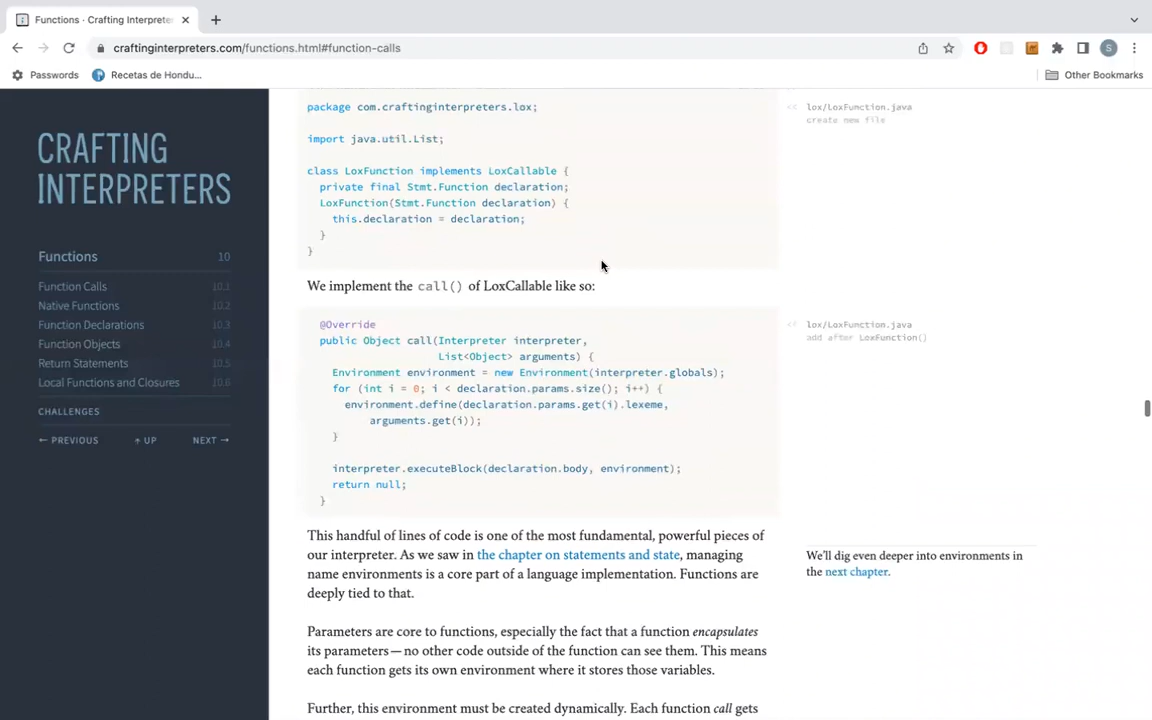 Functions · Crafting Interprete
craftinginterpreters.com/functions.html#function-calls
S
Passwords
Recetas de Hondu...
Other Bookmarks
CRAFTING
INTERPRETERS
Functions 10
Function Calls 10.1
Native Functions 10.2
Function Declarations 10.3
Function Objects 10.4
Return Statements 10.5
Local Functions and Closures 10.6
CHALLENGES
← PREVIOUS ↑ UP NEXT →
package com.craftinginterpreters.lox;
import java.util.List;
class LoxFunction implements LoxCallable {
private final Stmt.Function declaration;
LoxFunction(Stmt.Function declaration) {
this.declaration = declaration;
}
}
<< lox/LoxFunction.java
create new file
We implement the call() of LoxCallable like so:
@Override
public Object call(Interpreter interpreter,
List<Object> arguments) {
Environment environment = new Environment(interpreter.globals);
for (int i = 0; i < declaration.params.size(); i++) {
environment.define(declaration.params.get(i).lexeme,
arguments.get(i));
}
interpreter.executeBlock(declaration.body, environment);
return null;
}
<< lox/LoxFunction.java
add after LoxFunction()
This handful of lines of code is one of the most fundamental, powerful pieces of
our interpreter. As we saw in the chapter on statements and state, managing
name environments is a core part of a language implementation. Functions are
deeply tied to that.
We'll dig even deeper into environments in
the next chapter.
Parameters are core to functions, especially the fact that a function encapsulates
its parameters—no other code outside of the function can see them. This means
each function gets its own environment where it stores those variables.
Further, this environment must be created dynamically. Each function call gets